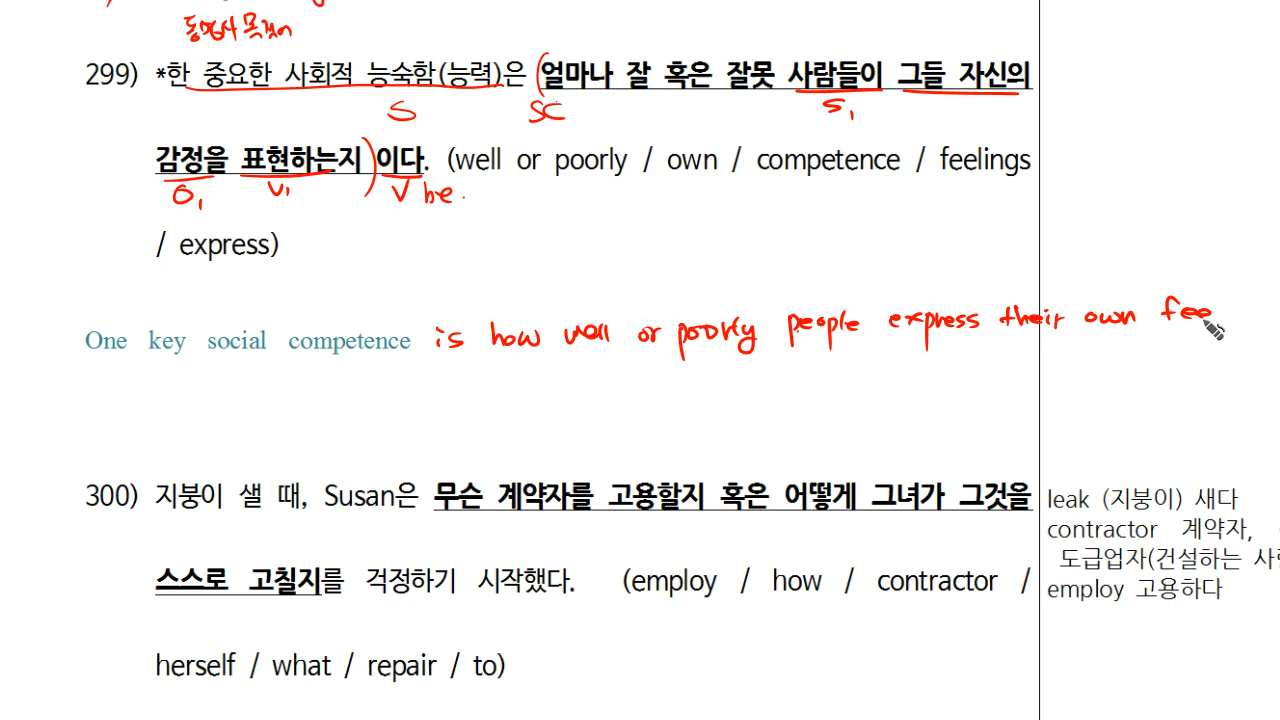 동명사 목적어
299) *한 중요한 사회적 능숙함(능력)은 얼마나 잘 혹은 잘못 사람들이 그들 자신의
S SC S₁
감정을 표현하는지 이다. (well or poorly / own / competence / feelings
O₁ V₁ V be.
/ express)
One key social competence is how well or poorly people express their own fee
300) 지붕이 샐 때, Susan은 무슨 계약자를 고용할지 혹은 어떻게 그녀가 그것을
스스로 고칠지를 걱정하기 시작했다. (employ / how / contractor /
herself / what / repair / to)
leak (지붕이) 새다
contractor 계약자,
도급업자(건설하는 사람
employ 고용하다